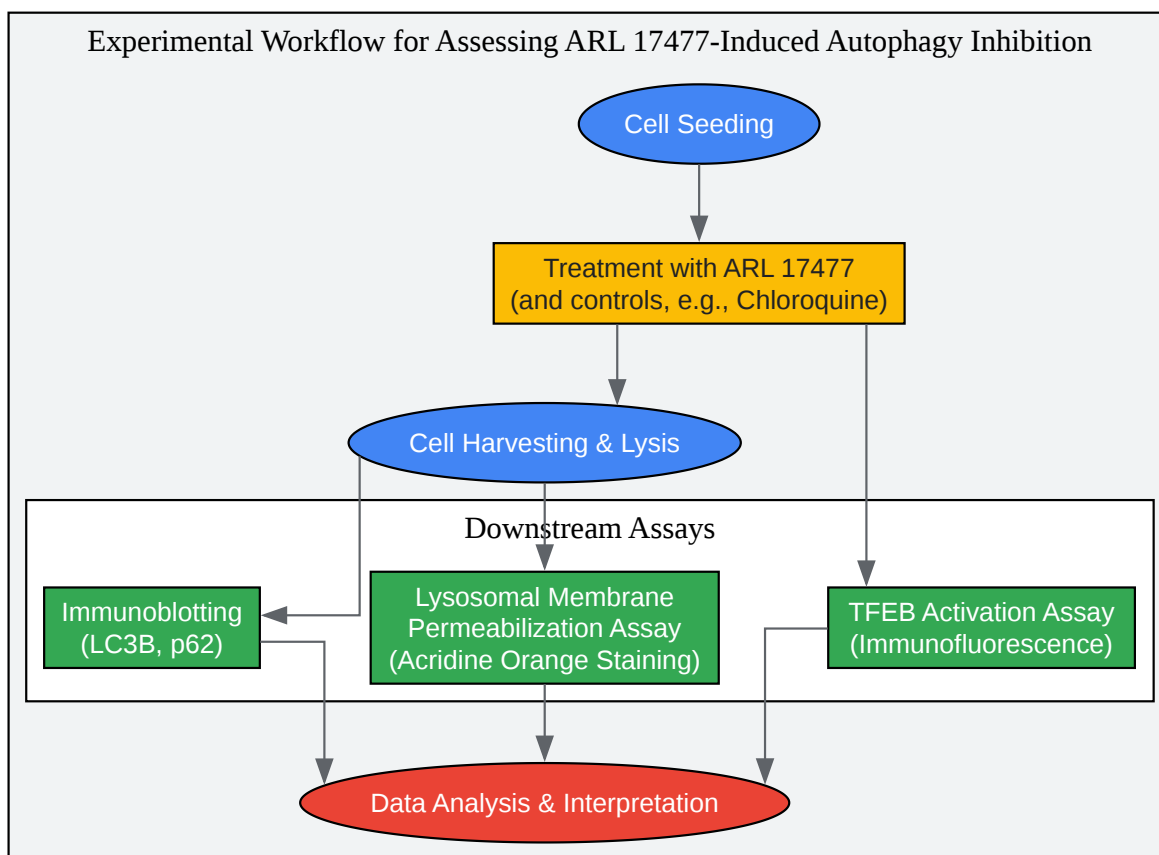 Experimental Workflow for Assessing ARL 17477-Induced Autophagy Inhibition
Cell Seeding
Treatment with ARL 17477
(and controls, e.g., Chloroquine)
Cell Harvesting & Lysis
Downstream Assays
Immunoblotting
(LC3B, p62)
Lysosomal Membrane
Permeabilization Assay
(Acridine Orange Staining)
TFEB Activation Assay
(Immunofluorescence)
Data Analysis & Interpretation